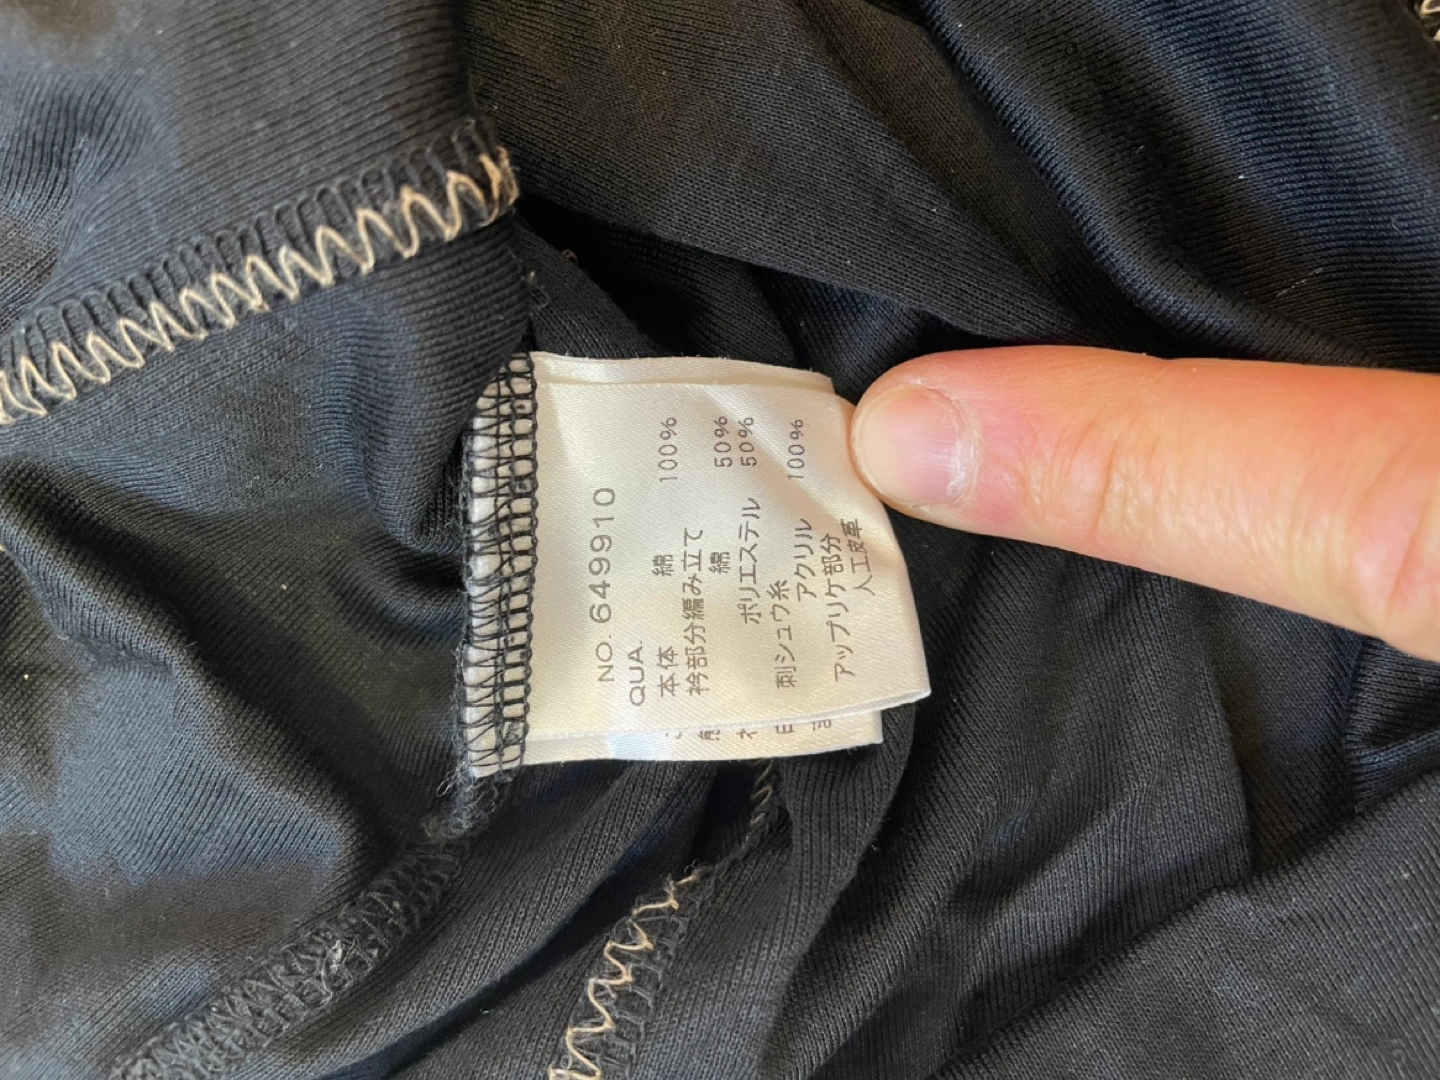 NO. 649910
QUA.
本体 綿 100%
衿部分編み立て
綿 50%
ポリエステル 50%
刺シュウ糸
アクリル 100%
アップリケ部分
人工皮革